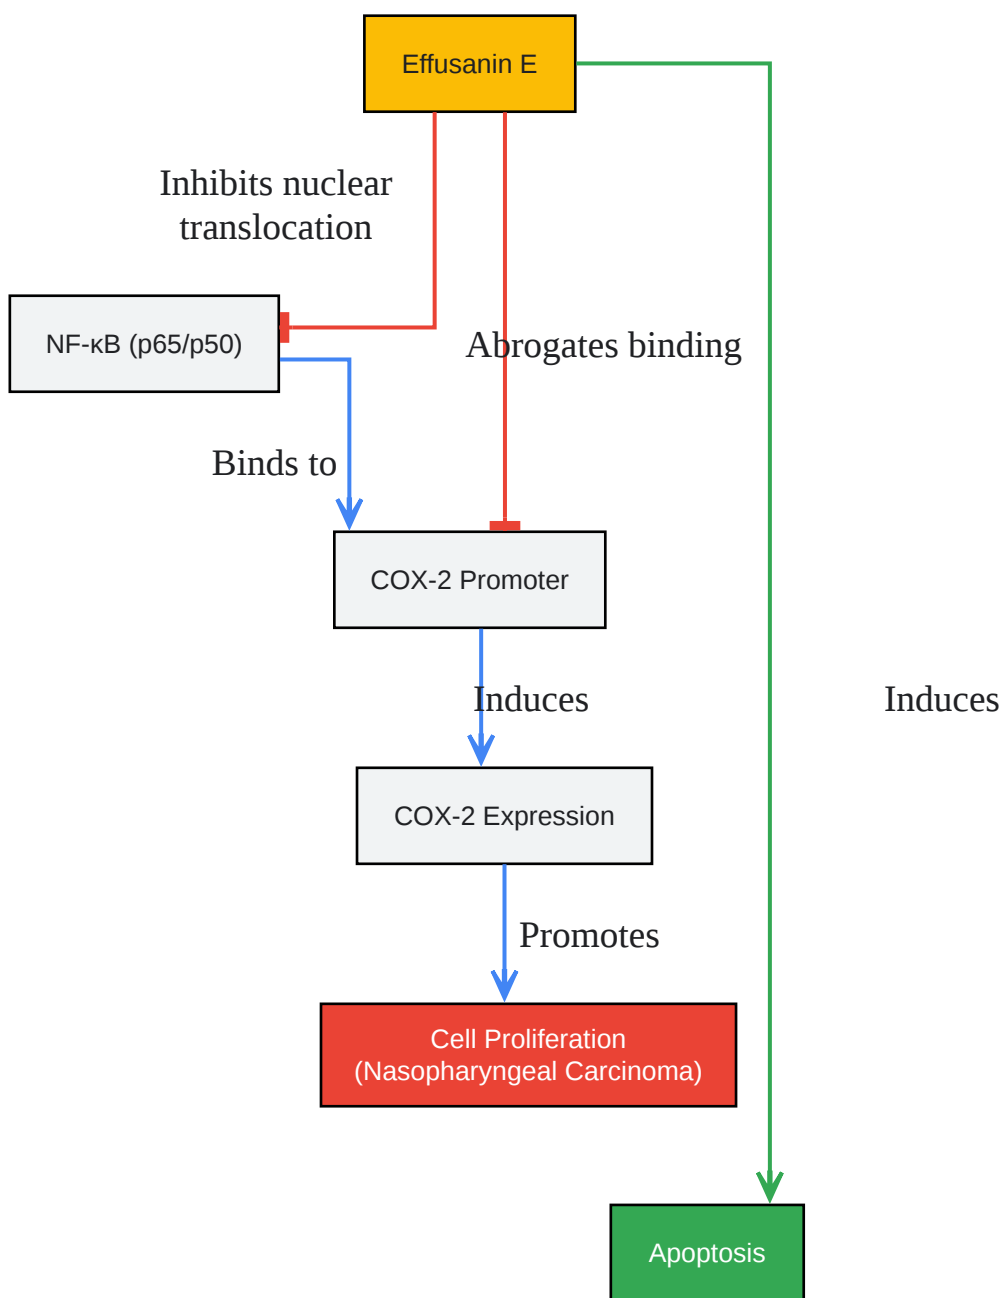 Effusanin E
Inhibits nuclear
translocation
NF-κB (p65/p50)
Abrogates binding
Binds to
COX-2 Promoter
Induces
Induces
COX-2 Expression
Promotes
Cell Proliferation
(Nasopharyngeal Carcinoma)
Apoptosis